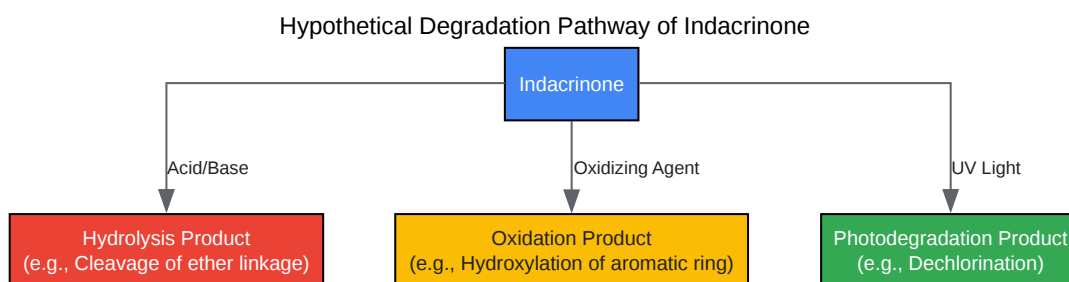 Hypothetical Degradation Pathway of Indacrinone
Indacrinone
Acid/Base
Oxidizing Agent
UV Light
Hydrolysis Product
(e.g., Cleavage of ether linkage)
Oxidation Product
(e.g., Hydroxylation of aromatic ring)
Photodegradation Product
(e.g., Dechlorination)